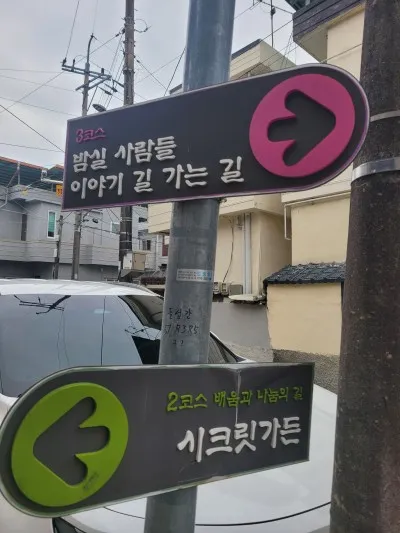 3코스
밤실 사람들
이야기 길 가는 길
2코스 배움과 나눔의 길
시크릿가든